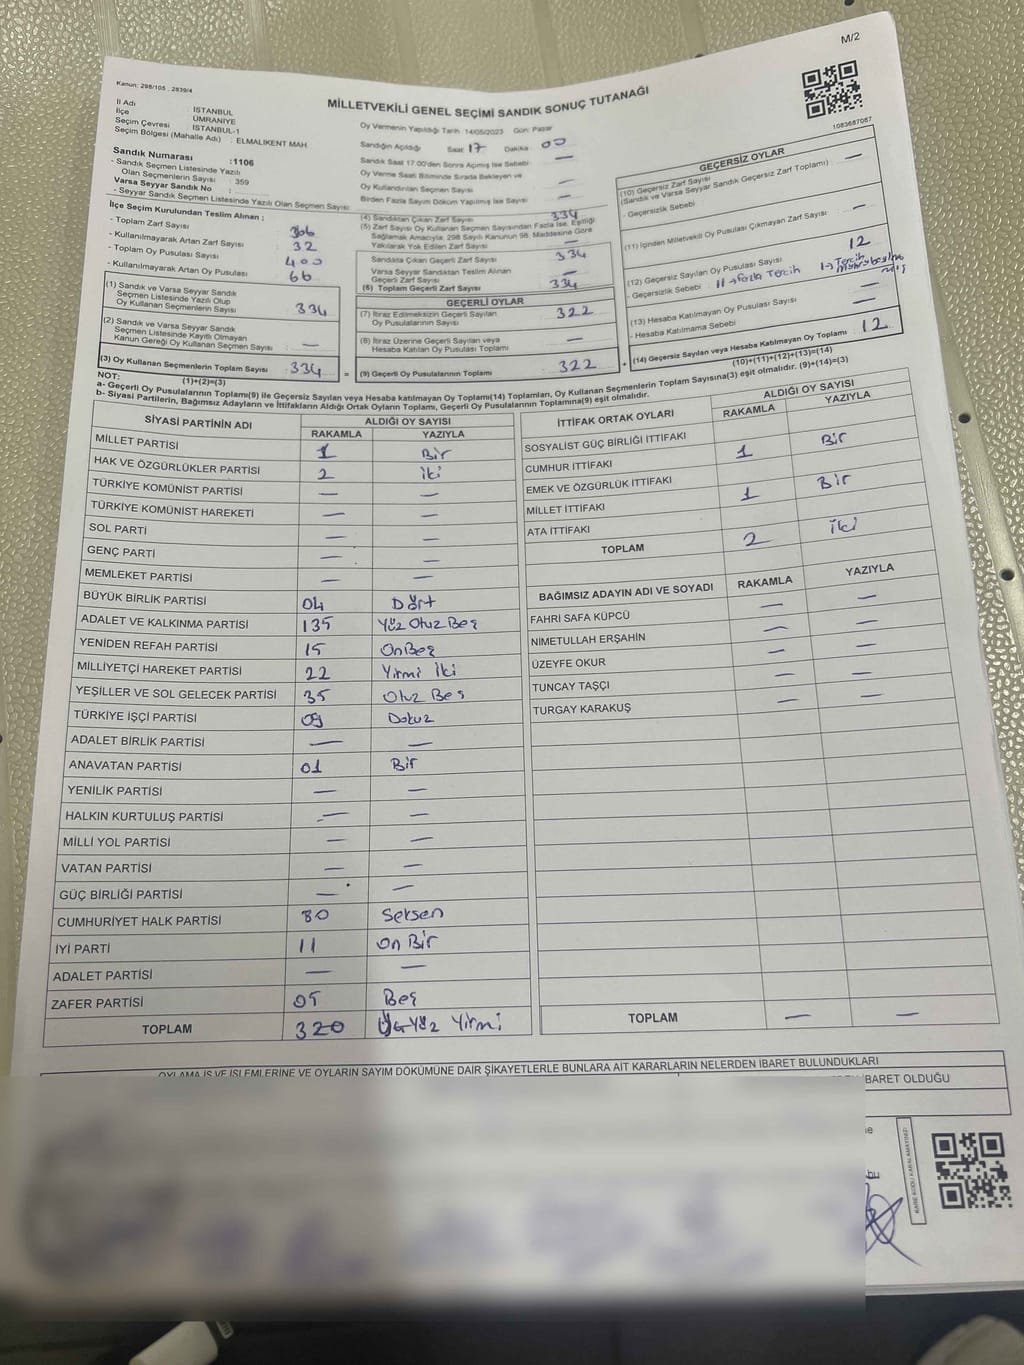 M/2
Kanun: 298/105 . 2839/4
MİLLETVEKİLİ GENEL SEÇİMİ SANDIK SONUÇ TUTANAĞI
1083687087
İl Adı : İSTANBUL
İlçe : ÜMRANİYE
Seçim Çevresi : İSTANBUL-1
Seçim Bölgesi (Mahalle Adı) : ELMALIKENT MAH.
Sandık Numarası :1106
- Sandık Seçmen Listesinde Yazılı
Olan Seçmenlerin Sayısı : 359
Varsa Seyyar Sandık No :
- Seyyar Sandık Seçmen Listesinde Yazılı Olan Seçmen Sayısı:
İlçe Seçim Kurulundan Teslim Alınan ;
- Toplam Zarf Sayısı
- Kullanılmayarak Artan Zarf Sayısı 32
- Toplam Oy Pusulası Sayısı 400
- Kullanılmayarak Artan Oy Pusulası 66
(1) Sandık ve Varsa Seyyar Sandık
Seçmen Listesinde Yazılı Olup
Oy Kullanan Seçmenlerin Sayısı 334
(2) Sandık ve Varsa Seyyar Sandık
Seçmen Listesinde Kayıtlı Olmayan
Kanun Gereği Oy Kullanan Seçmen Sayısı —
(3) Oy Kullanan Seçmenlerin Toplam Sayısı 334 =
(1)+(2)=(3)
Oy Vermenin Yapıldığı Tarih: 14/05/2023 Gün: Pazar
Sandığın Açıldığı Saat 17 Dakika 00
Sandık Saat 17:00'den Sonra Açılmış İse Sebebi —
Oy Verme Saati Bitiminde Sırada Bekleyen ve
Oy Kullandırılan Seçmen Sayısı —
Birden Fazla Sayım Döküm Yapılmış İse Sayısı —
(4) Sandıktan Çıkan Zarf Sayısı 334
(5) Zarf Sayısı Oy Kullanan Seçmen Sayısından Fazla İse, Eşitliği
Sağlamak Amacıyla; 298 Sayılı Kanunun 98. Maddesine Göre
Yakılarak Yok Edilen Zarf Sayısı —
Sandıkta Çıkan Geçerli Zarf Sayısı 334
Varsa Seyyar Sandıktan Teslim Alınan
Geçerli Zarf Sayısı —
(6) Toplam Geçerli Zarf Sayısı 334
GEÇERLİ OYLAR
(7) İtiraz Edilmeksizin Geçerli Sayılan
Oy Pusulalarının Sayısı 322
(8) İtiraz Üzerine Geçerli Sayılan veya
Hesaba Katılan Oy Pusulası Toplamı —
(9) Geçerli Oy Pusulalarının Toplamı 322 +
GEÇERSİZ OYLAR
(10) Geçersiz Zarf Sayısı
(Sandık ve Varsa Seyyar Sandık Geçersiz Zarf Toplamı) —
- Geçersizlik Sebebi
(11) İçinden Milletvekili Oy Pusulası Çıkmayan Zarf Sayısı —
(12) Geçersiz Sayılan Oy Pusulası Sayısı 12
- Geçersizlik Sebebi 11 → Fazla Tercih 1 → Tercih
(13) Hesaba Katılmayan Oy Pusulası Sayısı —
- Hesaba Katılmama Sebebi —
(14) Geçersiz Sayılan veya Hesaba Katılmayan Oy Toplamı 12
(10)+(11)+(12)+(13)=(14)
NOT:
a- Geçerli Oy Pusulalarının Toplamı(9) ile Geçersiz Sayılan veya Hesaba katılmayan Oy Toplamı(14) Toplamları, Oy Kullanan Seçmenlerin Toplam Sayısına(3) eşit olmalıdır. (9)+(14)=(3)
b- Siyasi Partilerin, Bağımsız Adayların ve İttifakların Aldığı Ortak Oyların Toplamı, Geçerli Oy Pusulalarının Toplamına(9) eşit olmalıdır.
SİYASİ PARTİNİN ADI ALDIĞI OY SAYISI
RAKAMLA YAZIYLA
MİLLET PARTİSİ 1 Bir
HAK VE ÖZGÜRLÜKLER PARTİSİ 2 iki
TÜRKİYE KOMÜNİST PARTİSİ — —
TÜRKİYE KOMÜNİST HAREKETİ — —
SOL PARTİ — —
GENÇ PARTİ — —
MEMLEKET PARTİSİ — —
BÜYÜK BİRLİK PARTİSİ 04 Dört
ADALET VE KALKINMA PARTİSİ 135 Yüz Otuz Beş
YENİDEN REFAH PARTİSİ 15 On Beş
MİLLİYETÇİ HAREKET PARTİSİ 22 Yirmi İki
YEŞİLLER VE SOL GELECEK PARTİSİ 35 Otuz Beş
TÜRKİYE İŞÇİ PARTİSİ 09 Dokuz
ADALET BİRLİK PARTİSİ — —
ANAVATAN PARTİSİ 01 Bir
YENİLİK PARTİSİ — —
HALKIN KURTULUŞ PARTİSİ — —
MİLLİ YOL PARTİSİ — —
VATAN PARTİSİ — —
GÜÇ BİRLİĞİ PARTİSİ — —
CUMHURİYET HALK PARTİSİ 80 Seksen
İYİ PARTİ 11 On Bir
ADALET PARTİSİ — —
ZAFER PARTİSİ 05 Beş
TOPLAM 320 Üç Yüz Yirmi
İTTİFAK ORTAK OYLARI ALDIĞI OY SAYISI
RAKAMLA YAZIYLA
SOSYALİST GÜÇ BİRLİĞİ İTTİFAKI
CUMHUR İTTİFAKI 1 Bir
EMEK VE ÖZGÜRLÜK İTTİFAKI
MİLLET İTTİFAKI 1 Bir
ATA İTTİFAKI
TOPLAM 2 iki
BAĞIMSIZ ADAYIN ADI VE SOYADI RAKAMLA YAZIYLA
FAHRİ SAFA KÜPCÜ — —
NİMETULLAH ERŞAHİN — —
ÜZEYFE OKUR — —
TUNCAY TAŞÇI — —
TURGAY KARAKUŞ — —
TOPLAM — —
OYLAMA İŞ VE İŞLEMLERİNE VE OYLARIN SAYIM DÖKÜMÜNE DAİR ŞİKAYETLERLE BUNLARA AİT KARARLARIN NELERDEN İBARET BULUNDUKLARI
İBARET OLDUĞU
KARE KODU KARALAMAYINIZ!